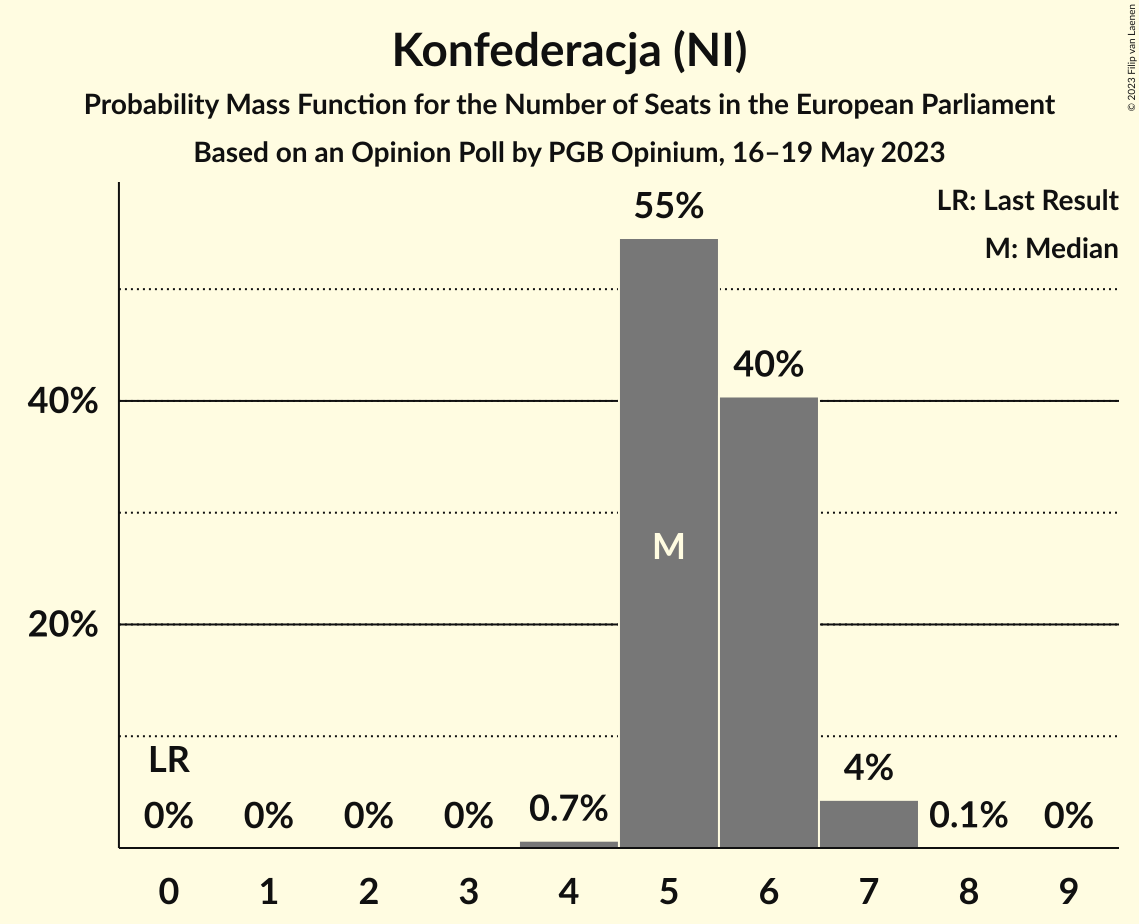 Konfederacja (NI)
Probability Mass Function for the Number of Seats in the European Parliament
Based on an Opinion Poll by PGB Opinium, 16–19 May 2023
© 2023 Filip van Laenen
LR: Last Result
M: Median
55%
40%
40%
M
20%
LR
0%
0%
0%
0%
0.7%
4%
0.1%
0%
0 1 2 3 4 5 6 7 8 9